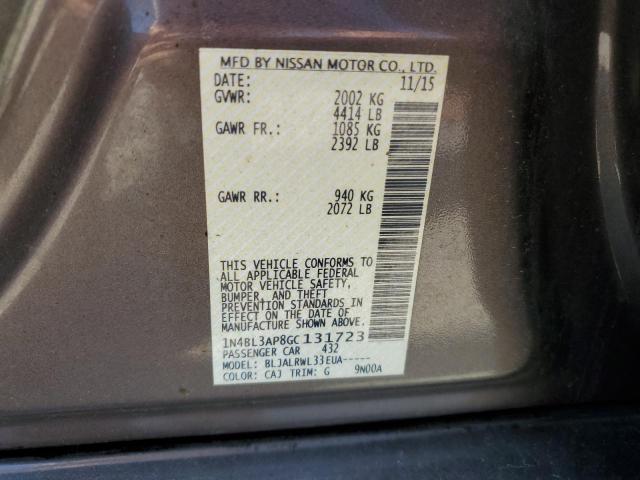 MFD BY NISSAN MOTOR CO., LTD.
DATE: 11/15
GVWR: 2002 KG
4414 LB
GAWR FR.: 1085 KG
2392 LB
GAWR RR.: 940 KG
2072 LB
THIS VEHICLE CONFORMS TO
ALL APPLICABLE FEDERAL
MOTOR VEHICLE SAFETY,
BUMPER, AND THEFT
PREVENTION STANDARDS IN
EFFECT ON THE DATE OF
MANUFACTURE SHOWN ABOVE.
1N4BL3AP8GC131723
PASSENGER CAR 432
MODEL: BLJALRWL33EUA-----
COLOR: CAJ TRIM: G 9N00A